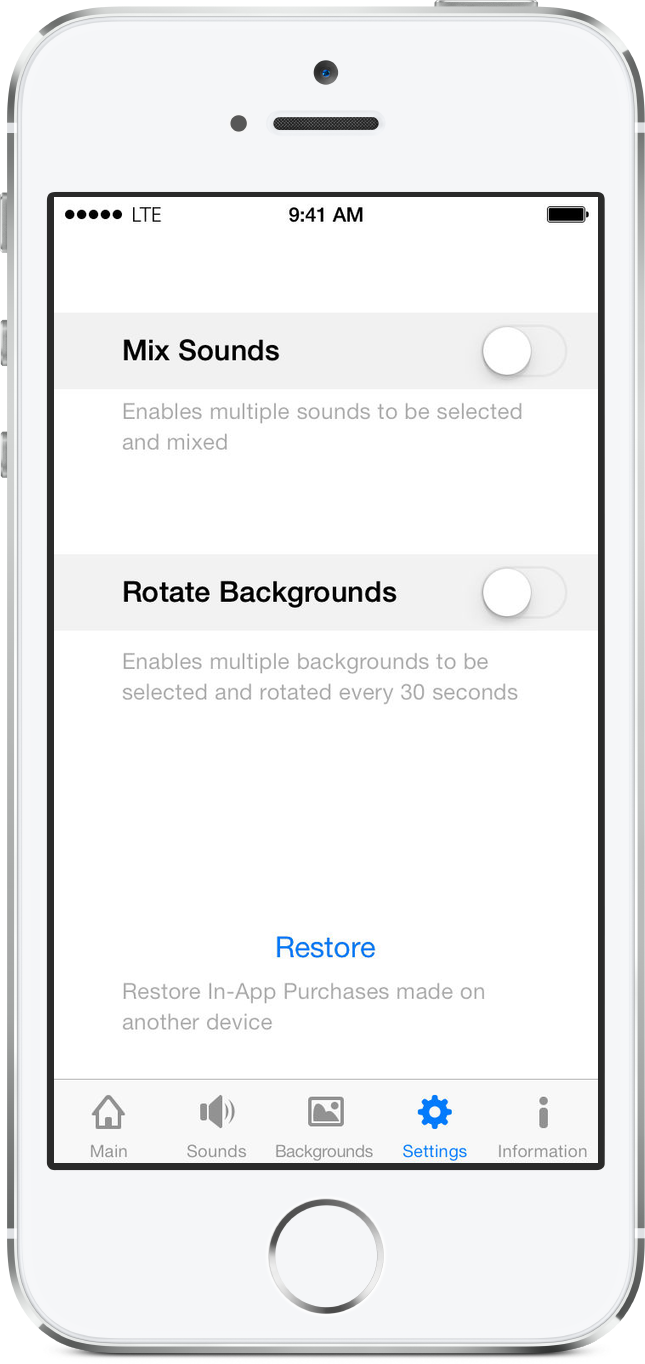 LTE 9:41 AM
Mix Sounds
Enables multiple sounds to be selected
and mixed
Rotate Backgrounds
Enables multiple backgrounds to be
selected and rotated every 30 seconds
Restore
Restore In-App Purchases made on
another device
Main Sounds Backgrounds Settings Information